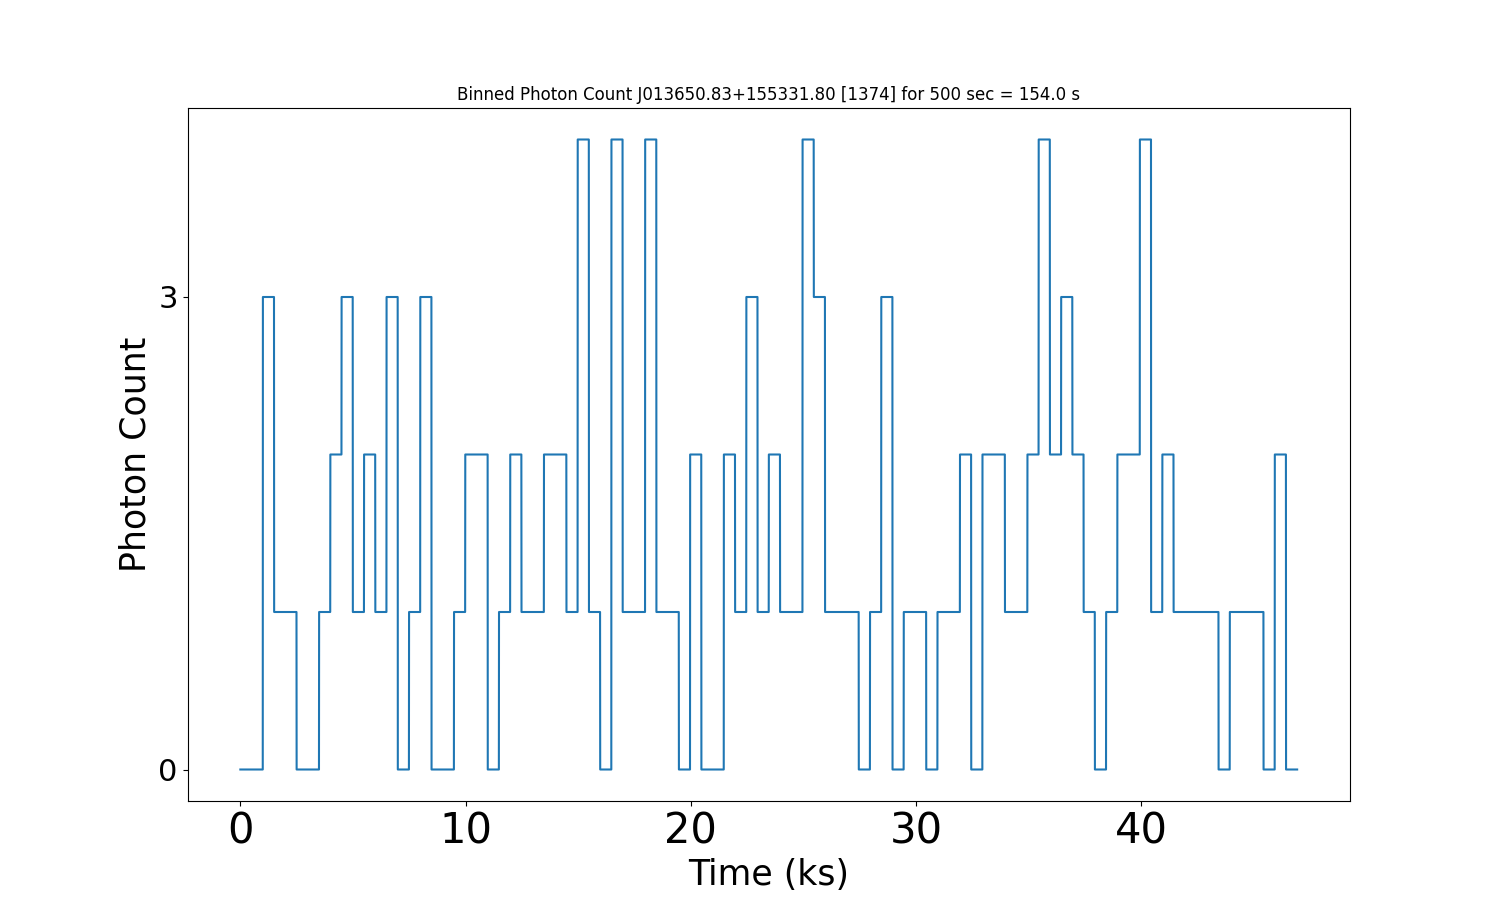 Binned Photon Count J013650.83+155331.80 [1374] for 500 sec = 154.0 s
Photon Count
3
0
0 10 20 30 40
Time (ks)